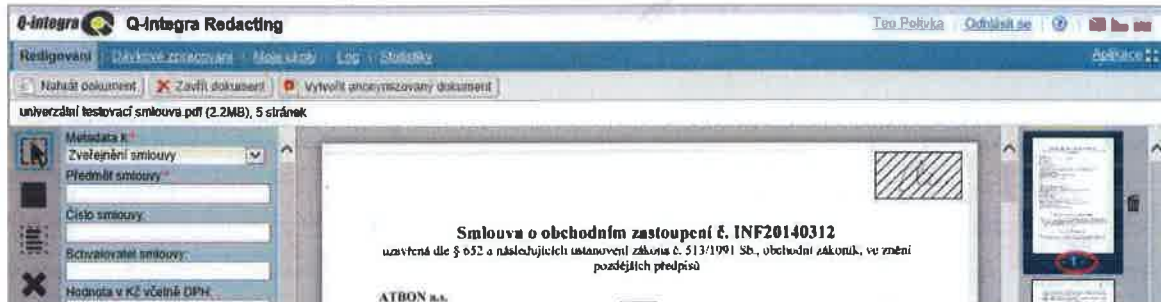 Q-integra Q-Integra Redacting
Teo Polívka Odhlásit se
Redigování Dávkové zpracování Moje úkoly Log Statistiky Aplikace
Nahrát dokument Zavřít dokument Vytvořit anonymizovaný dokument
univerzální testovací smlouva.pdf (2.2MB), 5 stránek
Metadata k:*
Zveřejnění smlouvy
Předmět smlouvy:*
Číslo smlouvy:
Schvalovatel smlouvy:
Hodnota v Kč včetně DPH:
Smlouva o obchodním zastoupení č. INF20140312
uzavřená dle § 652 a následujících ustanovení zákona č. 513/1991 Sb., obchodní zákoník, ve znění
pozdějších předpisů
ATBON a.s.
- 1 -